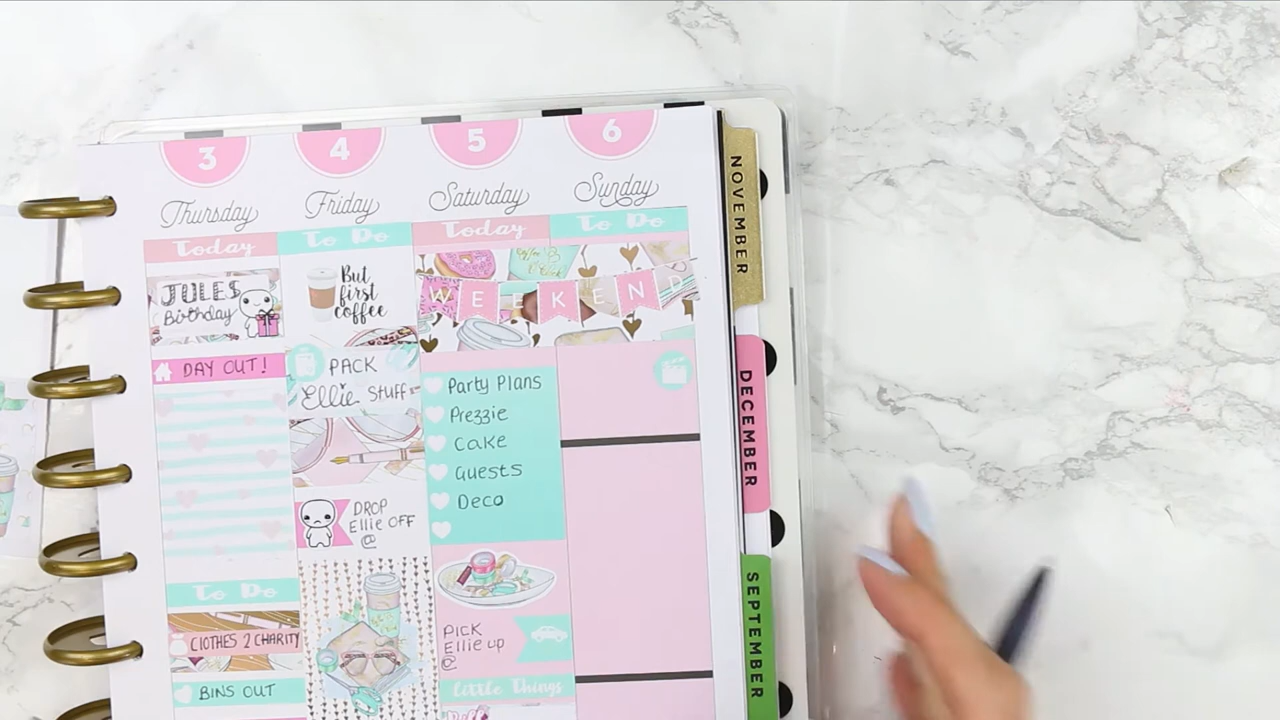 3
4
5
6
Thursday
Friday
Saturday
Sunday
Today
To Do
Today
To Do
JULES
Birthday
But
first
coffee
WEEKEND
DAY OUT!
PACK
Ellie Stuff
Party Plans
Prezzie
Cake
Guests
Deco
DROP
Ellie OFF
@
To Do
CLOTHES 2 CHARITY
BINS OUT
PICK
Ellie up
@
little Things
NOVEMBER
DECEMBER
SEPTEMBER